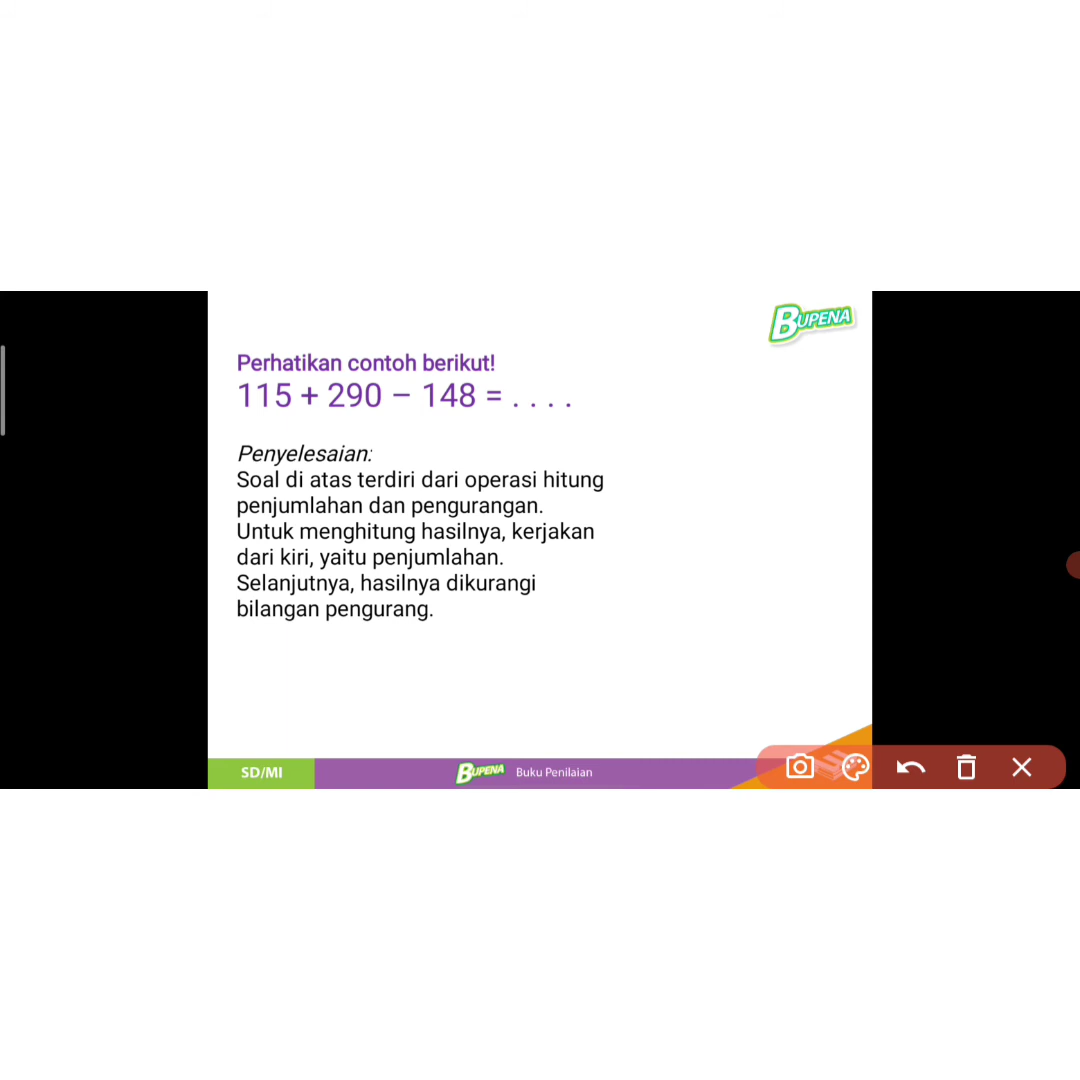 BUPENA
Perhatikan contoh berikut!
115 + 290 – 148 = . . . .
Penyelesaian:
Soal di atas terdiri dari operasi hitung
penjumlahan dan pengurangan.
Untuk menghitung hasilnya, kerjakan
dari kiri, yaitu penjumlahan.
Selanjutnya, hasilnya dikurangi
bilangan pengurang.
SD/MI BUPENA Buku Penilaian